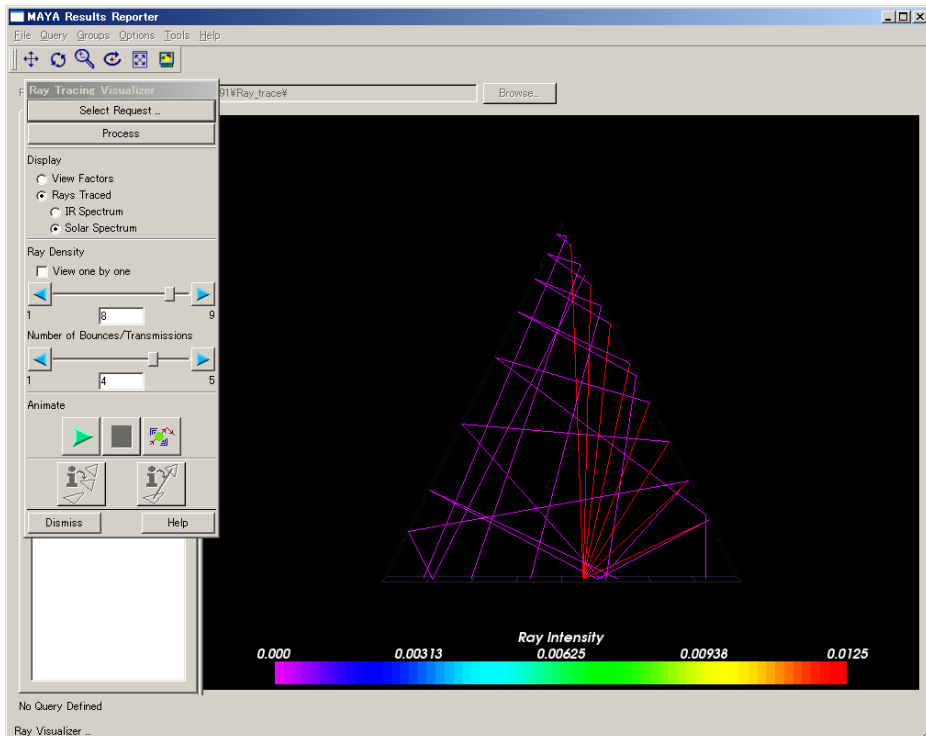 MAYA Results Reporter
File Query Groups Options Tools Help
91¥Ray_trace¥ Browse...
Ray Tracing Visualizer
Select Request ...
Process
Display
View Factors
Rays Traced
IR Spectrum
Solar Spectrum
Ray Density
View one by one
1 8 9
Number of Bounces/Transmissions
1 4 5
Animate
Dismiss Help
Ray Intensity
0.000 0.00313 0.00625 0.00938 0.0125
No Query Defined
Ray Visualizer ...